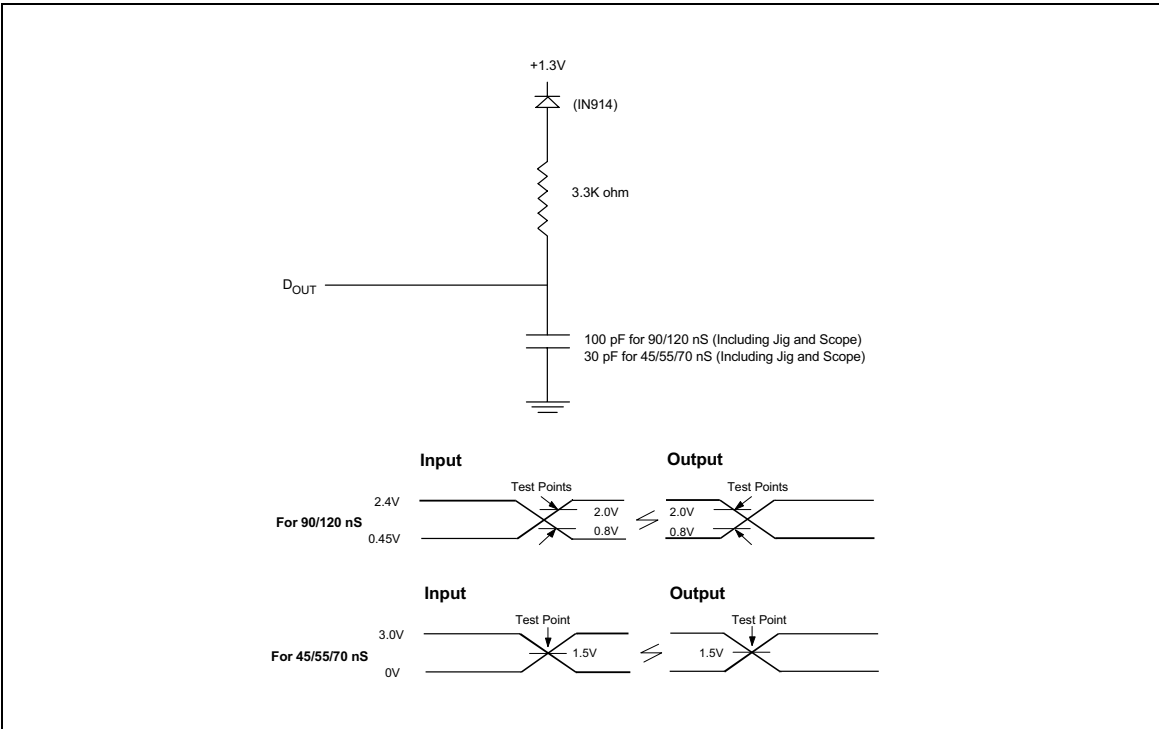 +1.3V
(IN914)
3.3K ohm
DOUT
100 pF for 90/120 nS (Including Jig and Scope)
30 pF for 45/55/70 nS (Including Jig and Scope)
Input Output
Test Points Test Points
2.4V
2.0V 2.0V
For 90/120 nS
0.8V 0.8V
0.45V
Input Output
Test Point Test Point
3.0V
For 45/55/70 nS 1.5V 1.5V
0V